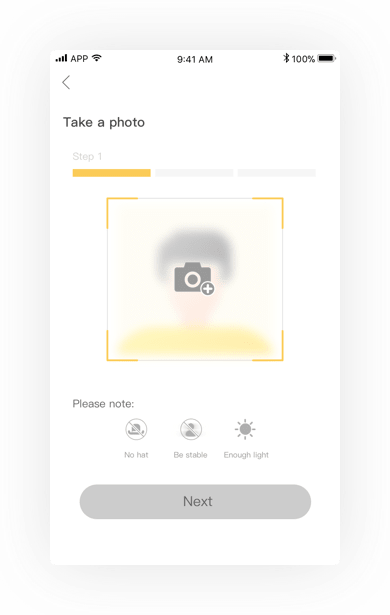 APP 9:41 AM 100%
Take a photo
Step 1
Please note:
No hat Be stable Enough light
Next